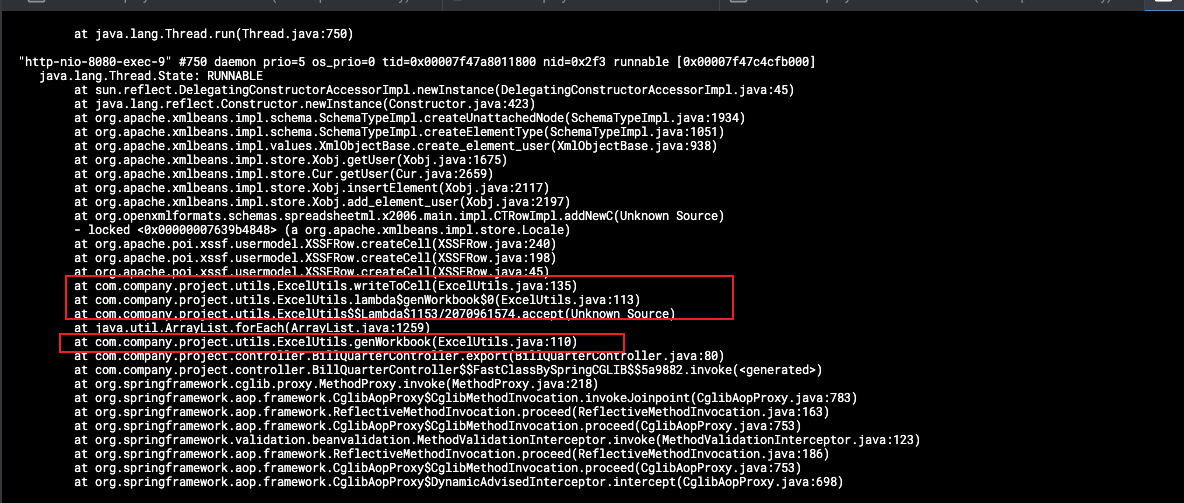 at java.lang.Thread.run(Thread.java:750)
"http-nio-8080-exec-9" #750 daemon prio=5 os_prio=0 tid=0x00007f47a8011800 nid=0x2f3 runnable [0x00007f47c4cfb000]
java.lang.Thread.State: RUNNABLE
at sun.reflect.DelegatingConstructorAccessorImpl.newInstance(DelegatingConstructorAccessorImpl.java:45)
at java.lang.reflect.Constructor.newInstance(Constructor.java:423)
at org.apache.xmlbeans.impl.schema.SchemaTypeImpl.createUnattachedNode(SchemaTypeImpl.java:1934)
at org.apache.xmlbeans.impl.schema.SchemaTypeImpl.createElementType(SchemaTypeImpl.java:1051)
at org.apache.xmlbeans.impl.values.XmlObjectBase.create_element_user(XmlObjectBase.java:938)
at org.apache.xmlbeans.impl.store.Xobj.getUser(Xobj.java:1675)
at org.apache.xmlbeans.impl.store.Cur.getUser(Cur.java:2659)
at org.apache.xmlbeans.impl.store.Xobj.insertElement(Xobj.java:2117)
at org.apache.xmlbeans.impl.store.Xobj.add_element_user(Xobj.java:2197)
at org.openxmlformats.schemas.spreadsheetml.x2006.main.impl.CTRowImpl.addNewC(Unknown Source)
- locked <0x00000007639b4848> (a org.apache.xmlbeans.impl.store.Locale)
at org.apache.poi.xssf.usermodel.XSSFRow.createCell(XSSFRow.java:240)
at org.apache.poi.xssf.usermodel.XSSFRow.createCell(XSSFRow.java:198)
at org.apache.poi.xssf.usermodel.XSSFRow.createCell(XSSFRow.java:45)
at com.company.project.utils.ExcelUtils.writeToCell(ExcelUtils.java:135)
at com.company.project.utils.ExcelUtils.lambda$genWorkbook$0(ExcelUtils.java:113)
at com.company.project.utils.ExcelUtils$$Lambda$1153/2070961574.accept(Unknown Source)
at java.util.ArrayList.forEach(ArrayList.java:1259)
at com.company.project.utils.ExcelUtils.genWorkbook(ExcelUtils.java:110)
at com.company.project.controller.BillQuarterController.export(BillQuarterController.java:80)
at com.company.project.controller.BillQuarterController$$FastClassBySpringCGLIB$$5a9882.invoke(<generated>)
at org.springframework.cglib.proxy.MethodProxy.invoke(MethodProxy.java:218)
at org.springframework.aop.framework.CglibAopProxy$CglibMethodInvocation.invokeJoinpoint(CglibAopProxy.java:783)
at org.springframework.aop.framework.ReflectiveMethodInvocation.proceed(ReflectiveMethodInvocation.java:163)
at org.springframework.aop.framework.CglibAopProxy$CglibMethodInvocation.proceed(CglibAopProxy.java:753)
at org.springframework.validation.beanvalidation.MethodValidationInterceptor.invoke(MethodValidationInterceptor.java:123)
at org.springframework.aop.framework.ReflectiveMethodInvocation.proceed(ReflectiveMethodInvocation.java:186)
at org.springframework.aop.framework.CglibAopProxy$CglibMethodInvocation.proceed(CglibAopProxy.java:753)
at org.springframework.aop.framework.CglibAopProxy$DynamicAdvisedInterceptor.intercept(CglibAopProxy.java:698)